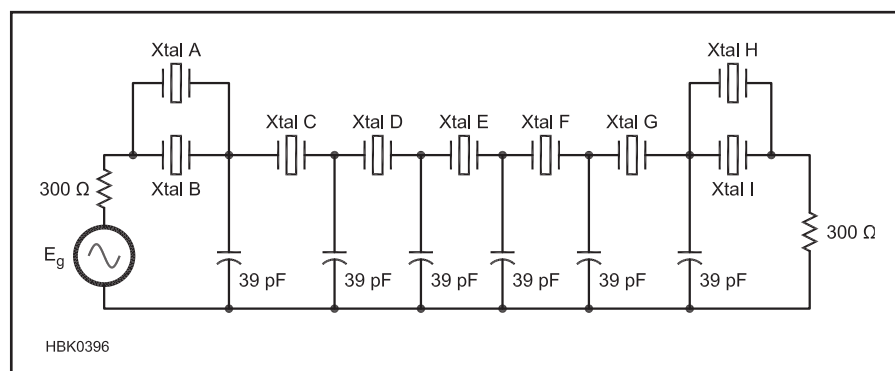 Xtal A
Xtal H
Xtal C
Xtal D
Xtal E
Xtal F
Xtal G
Xtal B
Xtal I
300 Ω
300 Ω
Eg
39 pF
39 pF
39 pF
39 pF
39 pF
39 pF
HBK0396